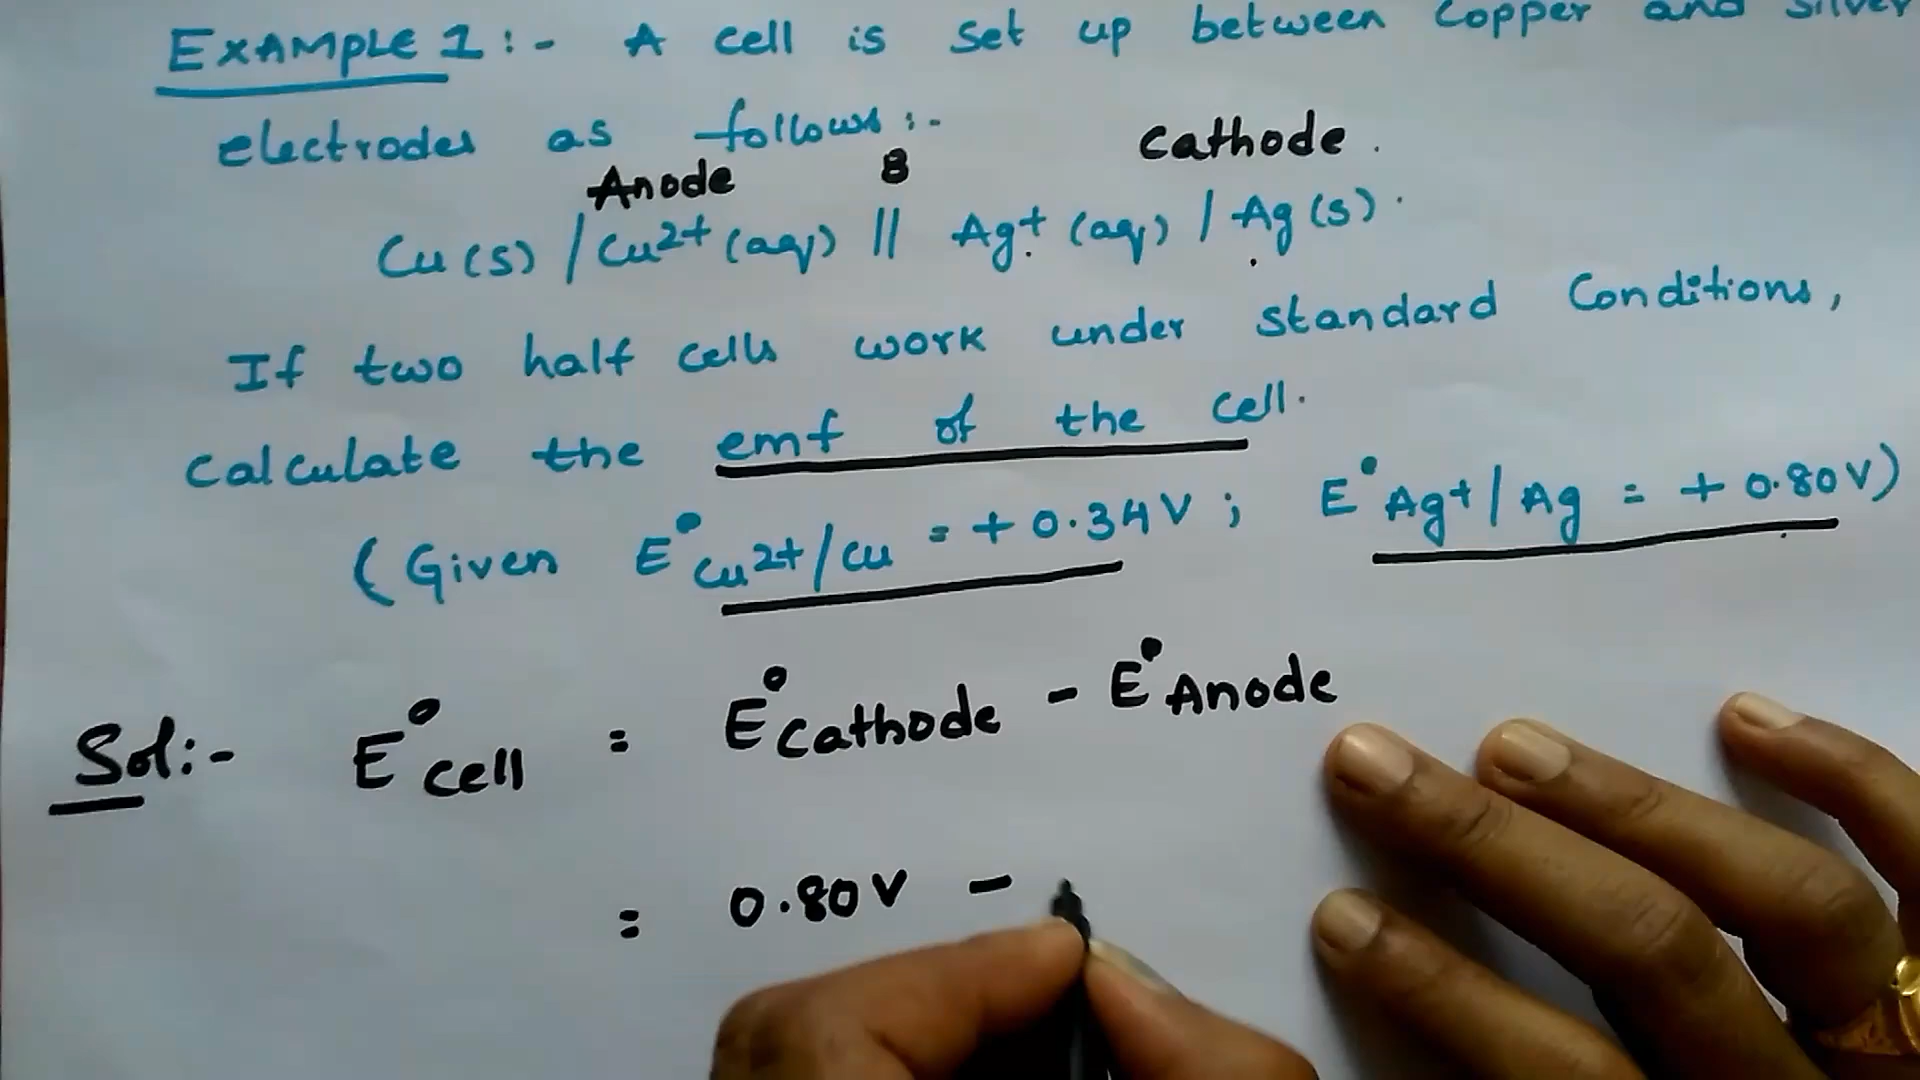 EXAMPLE 1 :- A cell is set up between Copper and silver
electrodes as follows :-
Anode 8 Cathode.
Cu (s) / Cu2+ (aq) || Ag+ (aq) / Ag (s).
If two half cells work under standard Conditions,
calculate the emf of the cell.
(Given E° Cu2+/Cu = + 0.34V ; E° Ag+ / Ag = + 0.80V)
Sol:- E° cell = E° Cathode - E° Anode
= 0.80V -